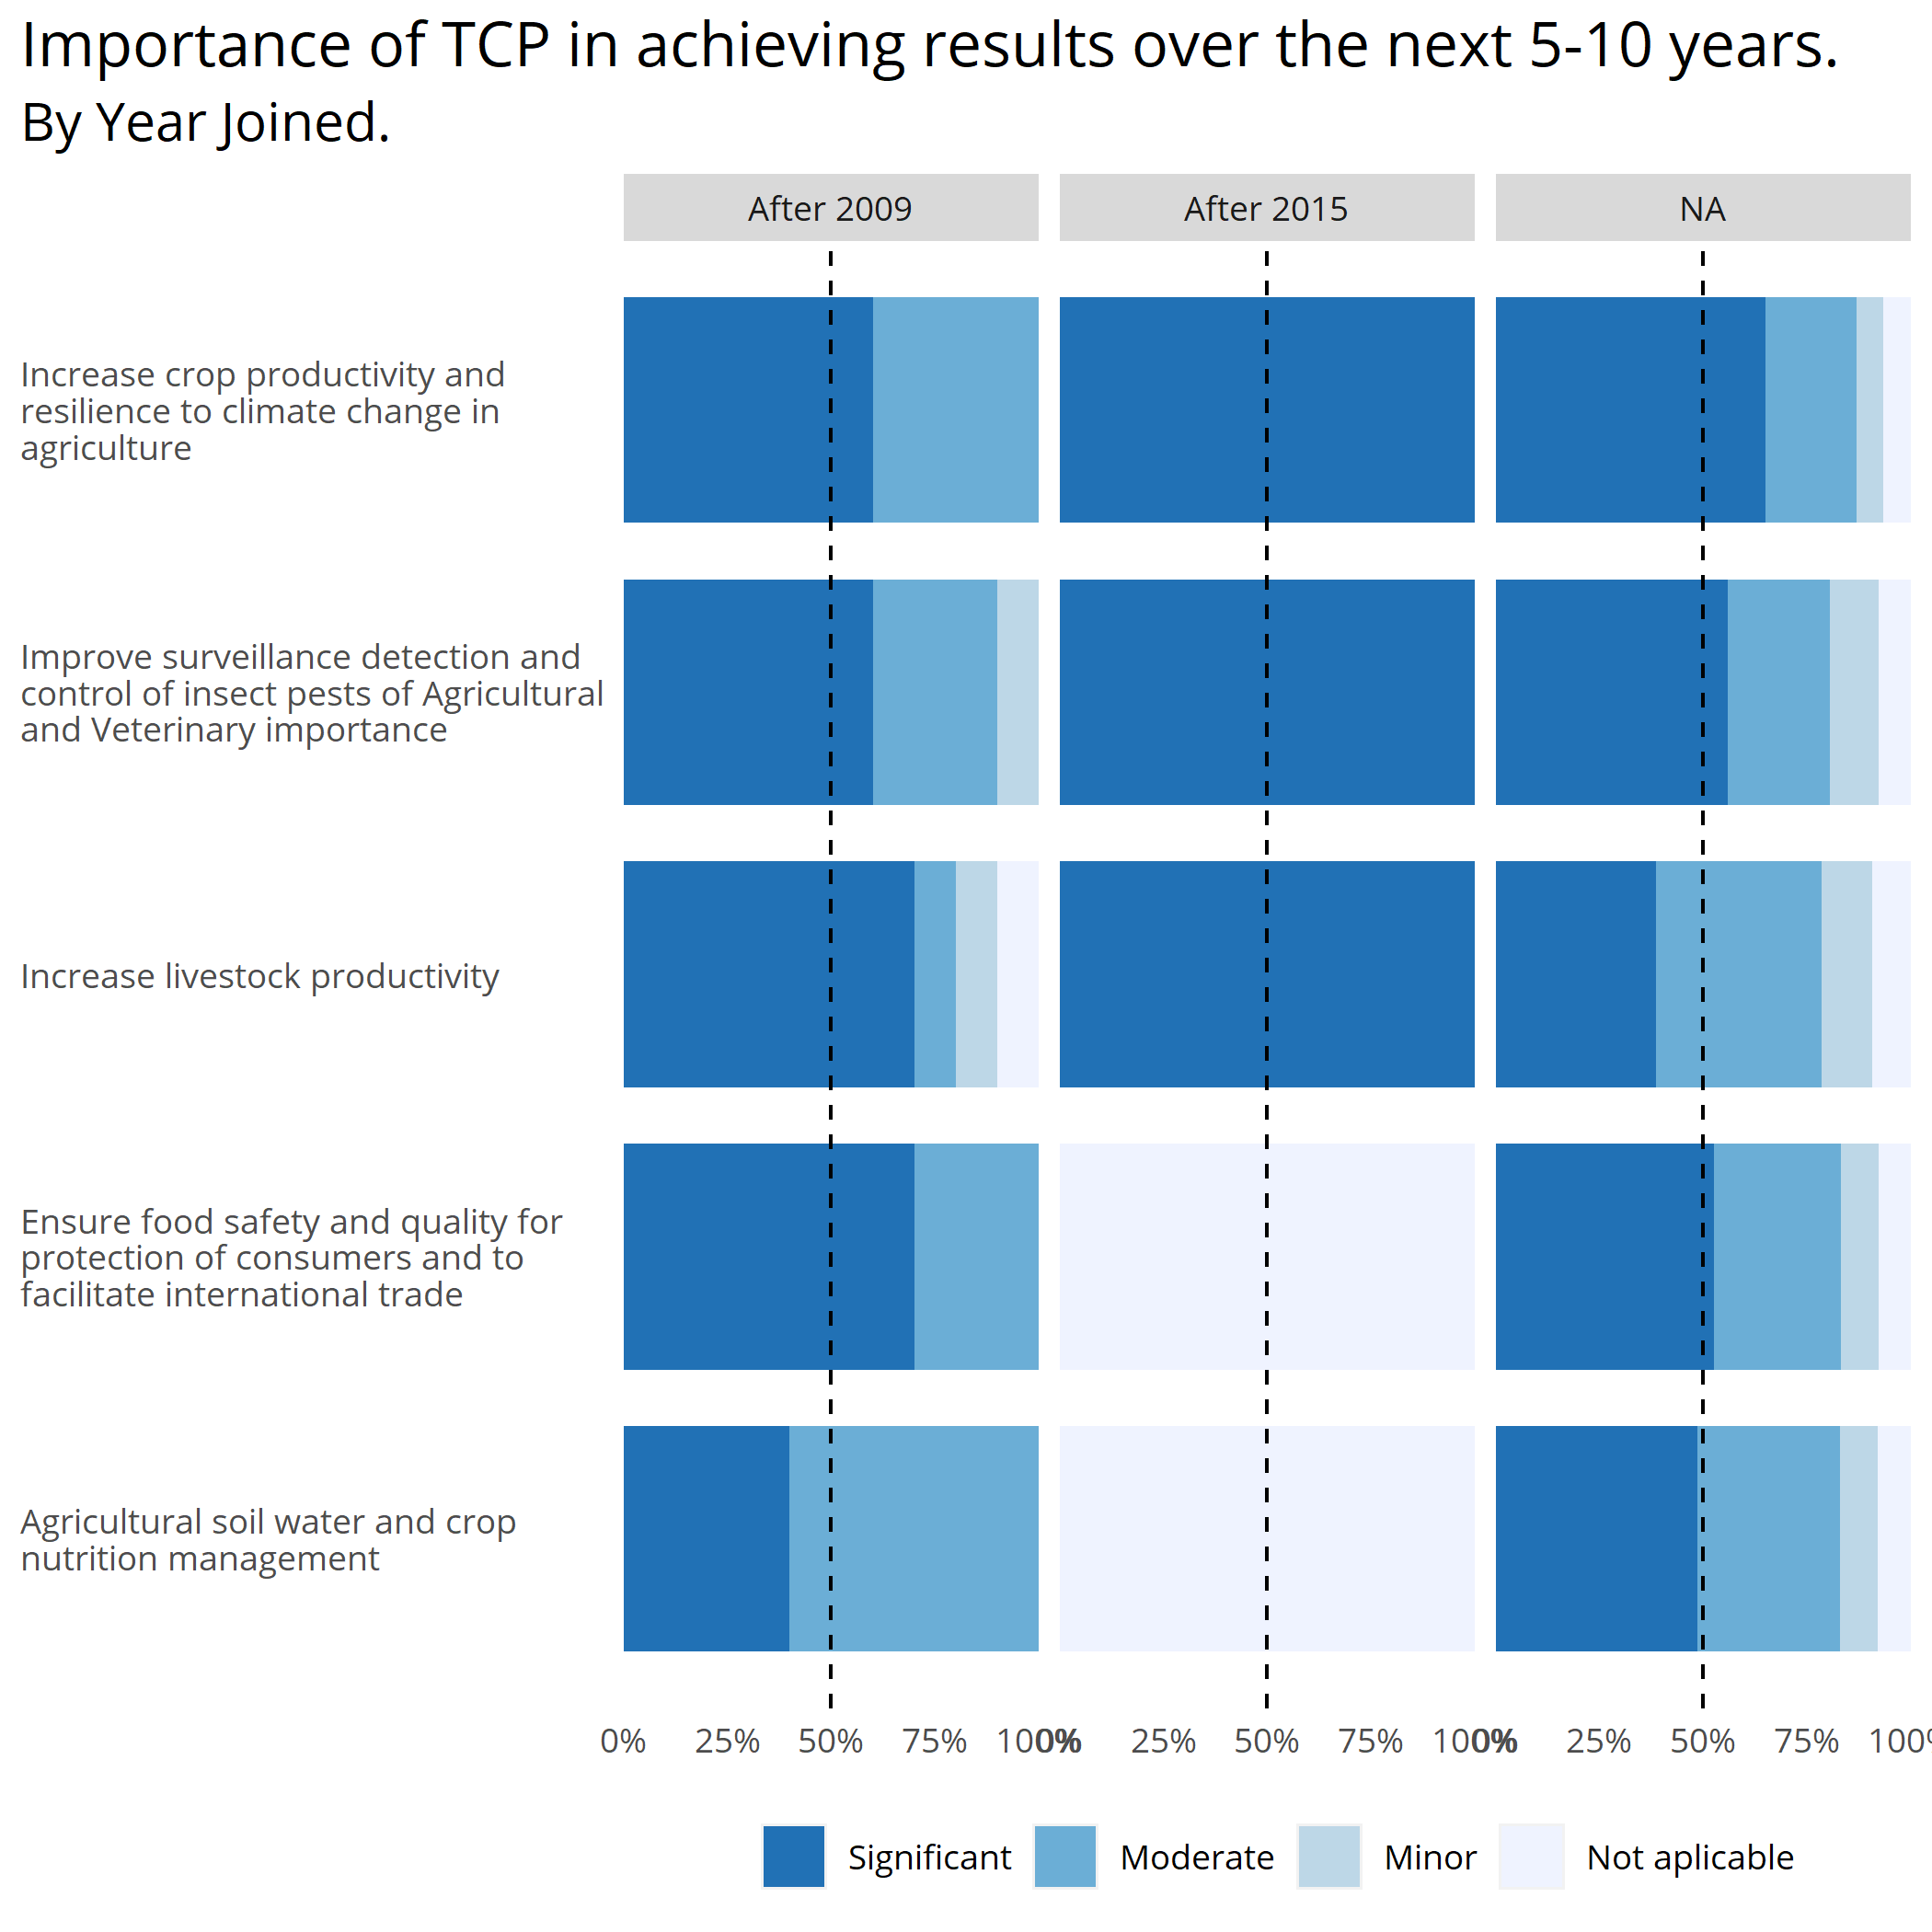 Importance of TCP in achieving results over the next 5-10 years.
By Year Joined.
After 2009
After 2015
NA
Increase crop productivity and
resilience to climate change in
agriculture
Improve surveillance detection and
control of insect pests of Agricultural
and Veterinary importance
Increase livestock productivity
Ensure food safety and quality for
protection of consumers and to
facilitate international trade
Agricultural soil water and crop
nutrition management
0% 25% 50% 75% 100% 0% 25% 50% 75% 100% 0% 25% 50% 75% 100%
Significant
Moderate
Minor
Not aplicable